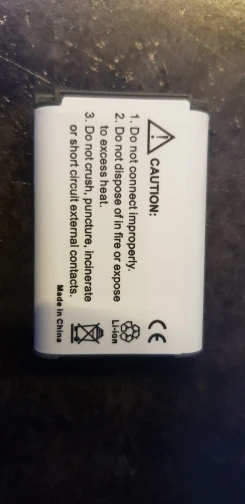 CAUTION:
1. Do not connect improperly.
2. Do not dispose of in fire or expose
to excess heat.
3. Do not crush, puncture, incinerate
or short circuit external contacts.
CE
Li-ion
Made in China